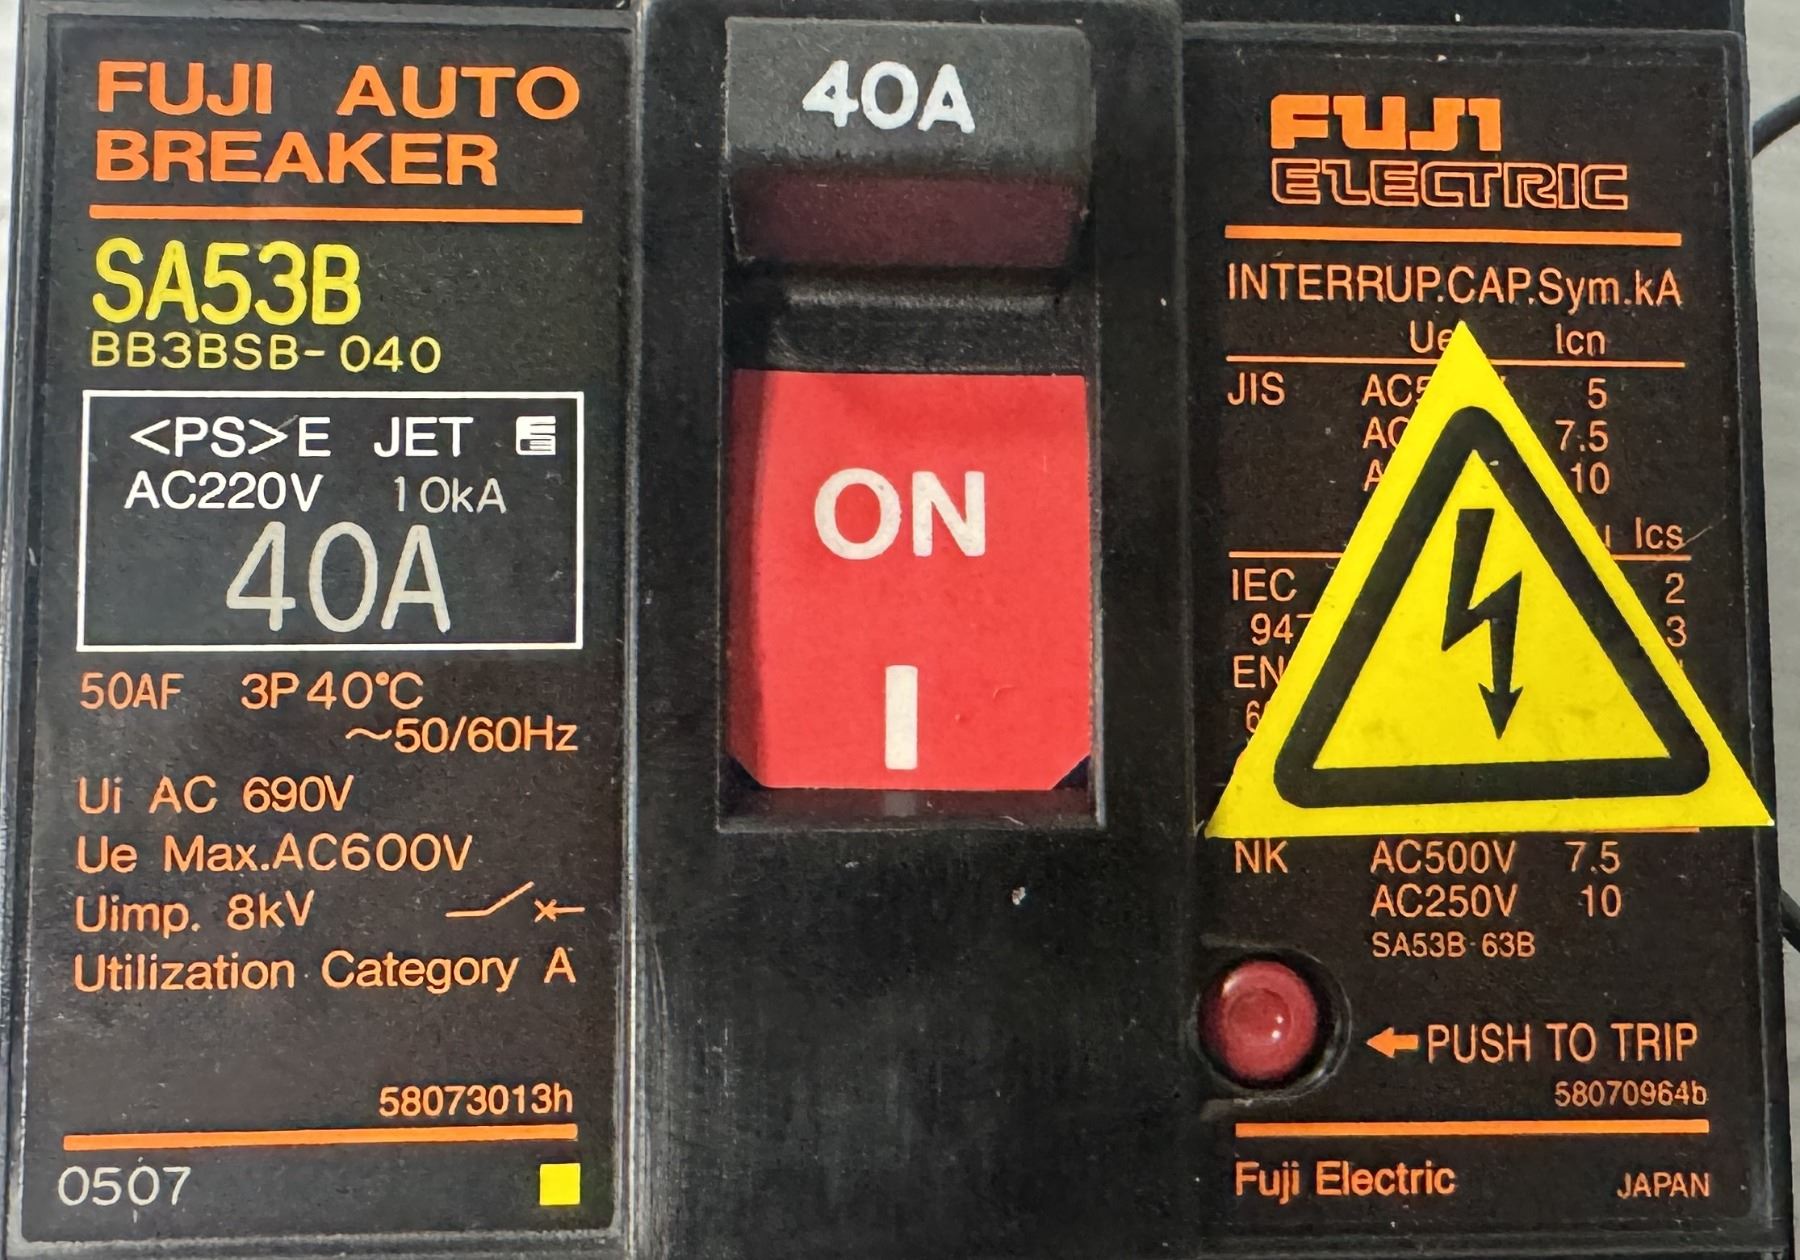 FUJI AUTO
BREAKER
SA53B
BB3BSB-040
<PS>E JET
AC220V 10kA
40A
50AF 3P 40°C
~50/60Hz
Ui AC 690V
Ue Max.AC600V
Uimp. 8kV
Utilization Category A
58073013h
0507
40A
ON
I
FUJI
ELECTRIC
INTERRUP.CAP.Sym.kA
Icn
JIS 5
7.5
10
Ics
IEC 2
3
EN
NK AC500V 7.5
AC250V 10
SA53B-63B
←PUSH TO TRIP
58070964b
Fuji Electric JAPAN